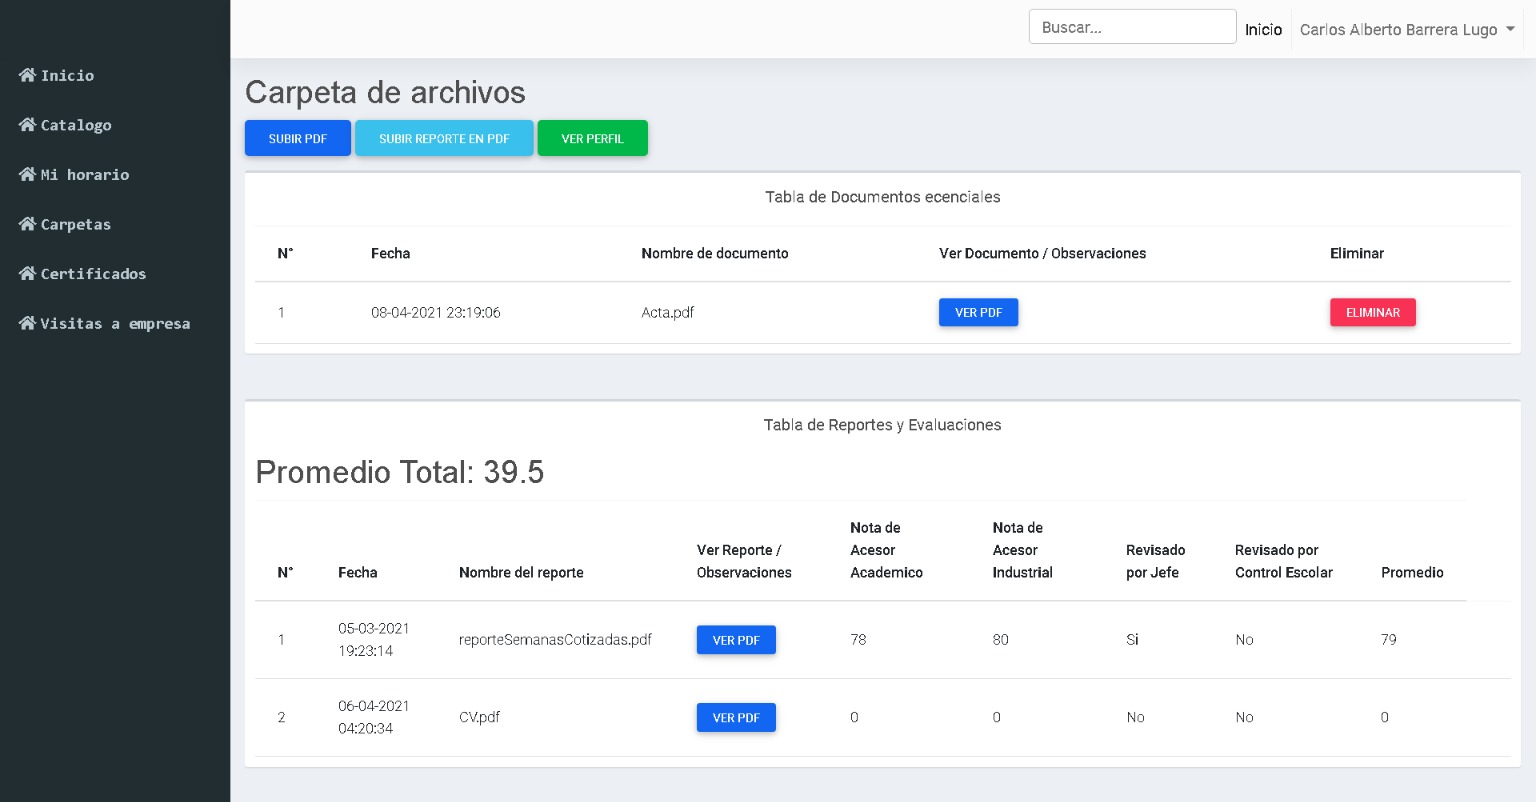 Buscar...
Inicio
Carlos Alberto Barrera Lugo
Inicio
Catalogo
Mi horario
Carpetas
Certificados
Visitas a empresa
Carpeta de archivos
SUBIR PDF
SUBIR REPORTE EN PDF
VER PERFIL
Tabla de Documentos ecenciales
N° Fecha Nombre de documento Ver Documento / Observaciones Eliminar
1 08-04-2021 23:19:06 Acta.pdf VER PDF ELIMINAR
Tabla de Reportes y Evaluaciones
Promedio Total: 39.5
N°
Fecha
Nombre del reporte
Ver Reporte /
Observaciones
Nota de
Acesor
Academico
Nota de
Acesor
Industrial
Revisado
por Jefe
Revisado por
Control Escolar
Promedio
1
05-03-2021
19:23:14
reporteSemanasCotizadas.pdf
VER PDF
78
80
Si
No
79
2
06-04-2021
04:20:34
CV.pdf
VER PDF
0
0
No
No
0